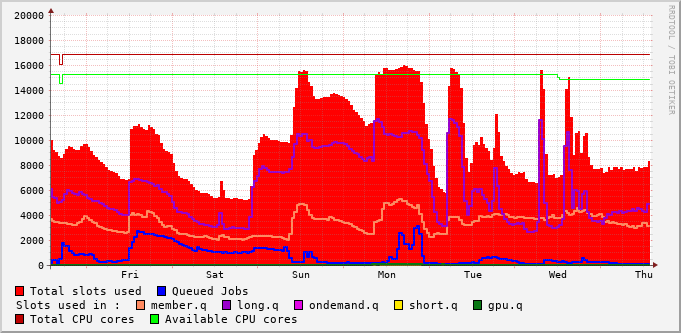 20000
18000
16000
14000
12000
10000
8000
6000
4000
2000
0
Fri Sat Sun Mon Tue Wed Thu
RRDTOOL / TOBI OETIKER
Total slots used Queued Jobs
Slots used in : member.q long.q ondemand.q short.q gpu.q
Total CPU cores Available CPU cores